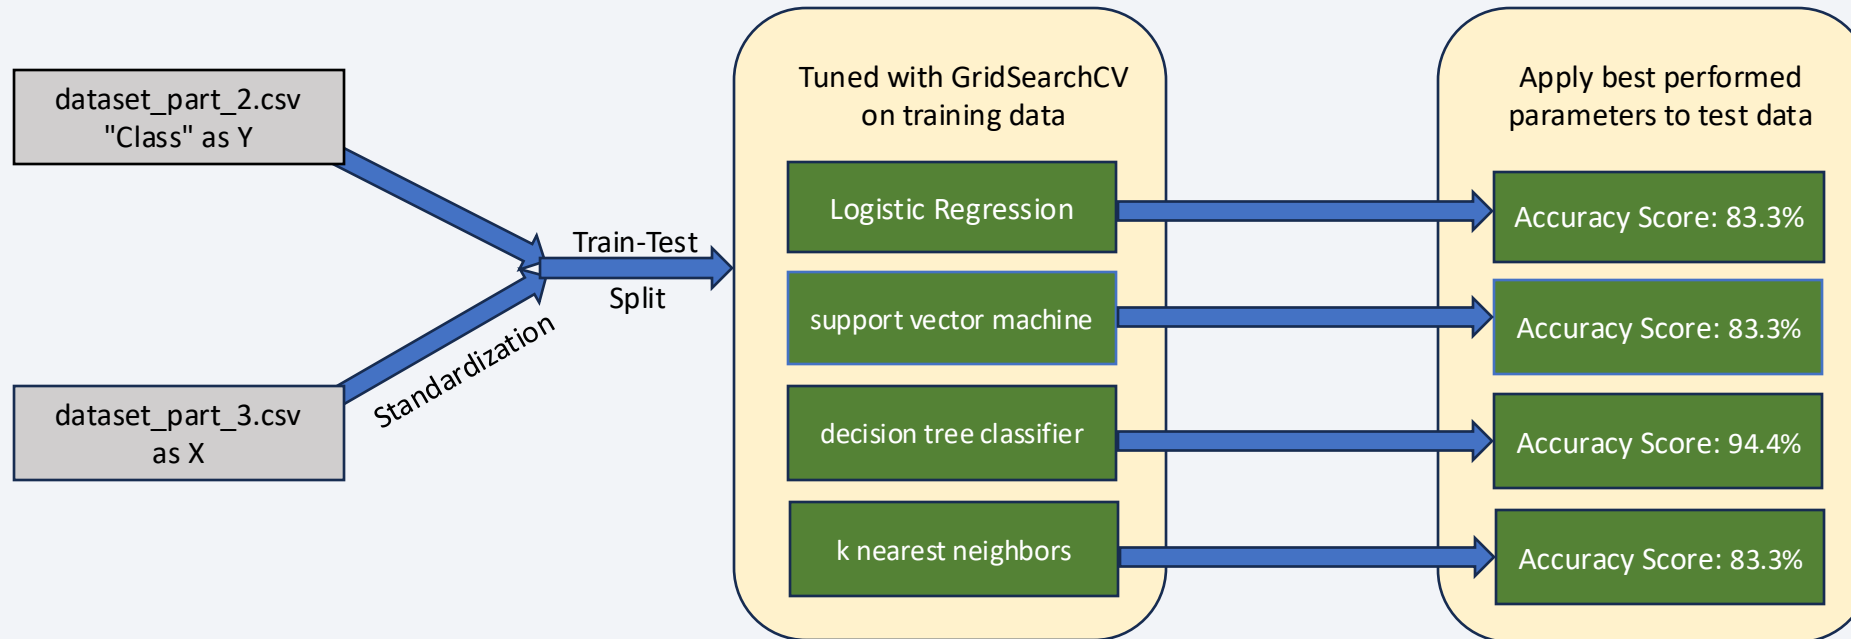 dataset_part_2.csv
"Class" as Y
dataset_part_3.csv
as X
Standardization
Train-Test
Split
Tuned with GridSearchCV
on training data
Logistic Regression
support vector machine
decision tree classifier
k nearest neighbors
Apply best performed
parameters to test data
Accuracy Score: 83.3%
Accuracy Score: 83.3%
Accuracy Score: 94.4%
Accuracy Score: 83.3%